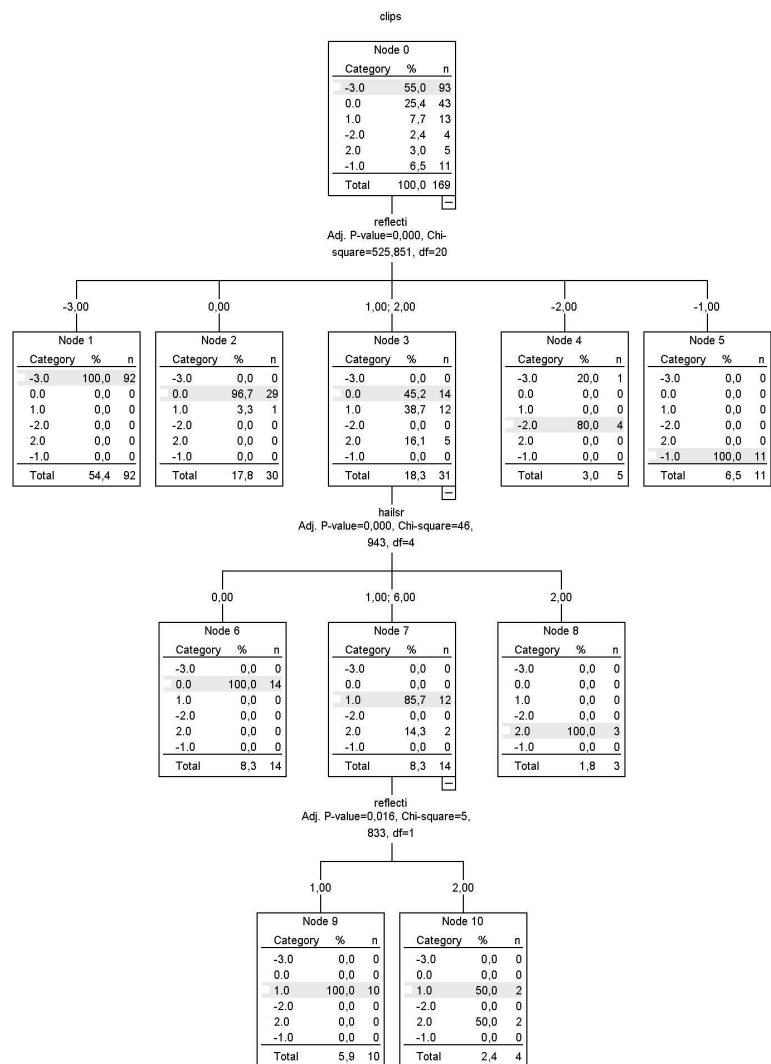 clips
Node 0
Category % n
-3.0 55,0 93
0.0 25,4 43
1.0 7,7 13
-2.0 2,4 4
2.0 3,0 5
-1.0 6,5 11
Total 100,0 169
reflecti
Adj. P-value=0,000, Chi-
square=525,851, df=20
-3,00
0,00
1,00; 2,00
-2,00
-1,00
Node 1
Category % n
-3.0 100,0 92
0.0 0,0 0
1.0 0,0 0
-2.0 0,0 0
2.0 0,0 0
-1.0 0,0 0
Total 54,4 92
Node 2
Category % n
-3.0 0,0 0
0.0 96,7 29
1.0 3,3 1
-2.0 0,0 0
2.0 0,0 0
-1.0 0,0 0
Total 17,8 30
Node 3
Category % n
-3.0 0,0 0
0.0 45,2 14
1.0 38,7 12
-2.0 0,0 0
2.0 16,1 5
-1.0 0,0 0
Total 18,3 31
Node 4
Category % n
-3.0 20,0 1
0.0 0,0 0
1.0 0,0 0
-2.0 80,0 4
2.0 0,0 0
-1.0 0,0 0
Total 3,0 5
Node 5
Category % n
-3.0 0,0 0
0.0 0,0 0
1.0 0,0 0
-2.0 0,0 0
2.0 0,0 0
-1.0 100,0 11
Total 6,5 11
hailsr
Adj. P-value=0,000, Chi-square=46,
943, df=4
0,00
1,00; 6,00
2,00
Node 6
Category % n
-3.0 0,0 0
0.0 100,0 14
1.0 0,0 0
-2.0 0,0 0
2.0 0,0 0
-1.0 0,0 0
Total 8,3 14
Node 7
Category % n
-3.0 0,0 0
0.0 0,0 0
1.0 85,7 12
-2.0 0,0 0
2.0 14,3 2
-1.0 0,0 0
Total 8,3 14
Node 8
Category % n
-3.0 0,0 0
0.0 0,0 0
1.0 0,0 0
-2.0 0,0 0
2.0 100,0 3
-1.0 0,0 0
Total 1,8 3
reflecti
Adj. P-value=0,016, Chi-square=5,
833, df=1
1,00
2,00
Node 9
Category % n
-3.0 0,0 0
0.0 0,0 0
1.0 100,0 10
-2.0 0,0 0
2.0 0,0 0
-1.0 0,0 0
Total 5,9 10
Node 10
Category % n
-3.0 0,0 0
0.0 0,0 0
1.0 50,0 2
-2.0 0,0 0
2.0 50,0 2
-1.0 0,0 0
Total 2,4 4